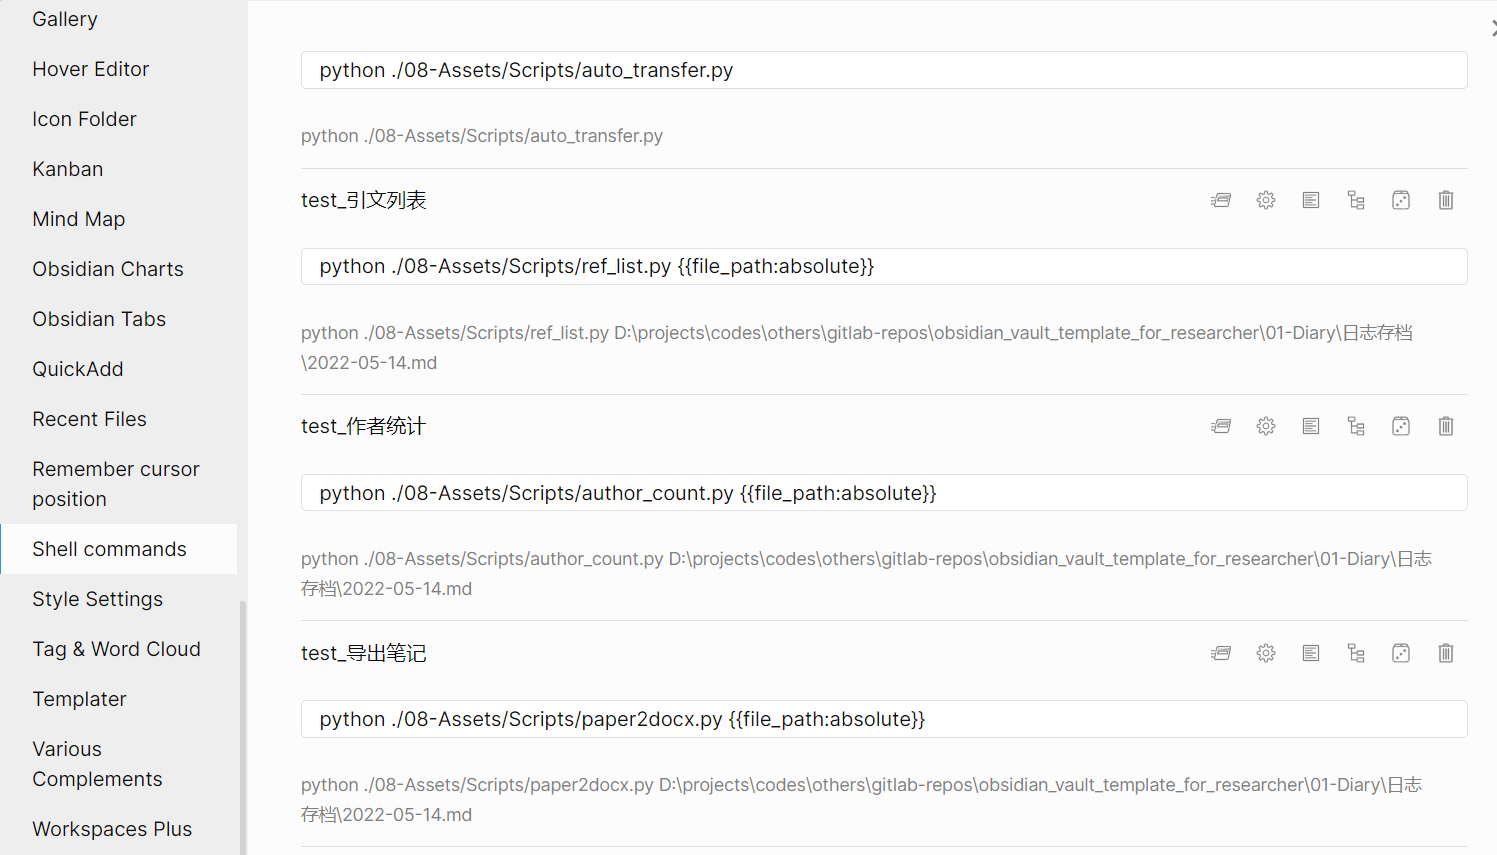 Gallery
Hover Editor
Icon Folder
Kanban
Mind Map
Obsidian Charts
Obsidian Tabs
QuickAdd
Recent Files
Remember cursor
position
Shell commands
Style Settings
Tag & Word Cloud
Templater
Various
Complements
Workspaces Plus
python ./08-Assets/Scripts/auto_transfer.py
python ./08-Assets/Scripts/auto_transfer.py
test_引文列表
python ./08-Assets/Scripts/ref_list.py {{file_path:absolute}}
python ./08-Assets/Scripts/ref_list.py D:\projects\codes\others\gitlab-repos\obsidian_vault_template_for_researcher\01-Diary\日志存档
\2022-05-14.md
test_作者统计
python ./08-Assets/Scripts/author_count.py {{file_path:absolute}}
python ./08-Assets/Scripts/author_count.py D:\projects\codes\others\gitlab-repos\obsidian_vault_template_for_researcher\01-Diary\日志
存档\2022-05-14.md
test_导出笔记
python ./08-Assets/Scripts/paper2docx.py {{file_path:absolute}}
python ./08-Assets/Scripts/paper2docx.py D:\projects\codes\others\gitlab-repos\obsidian_vault_template_for_researcher\01-Diary\日志
存档\2022-05-14.md